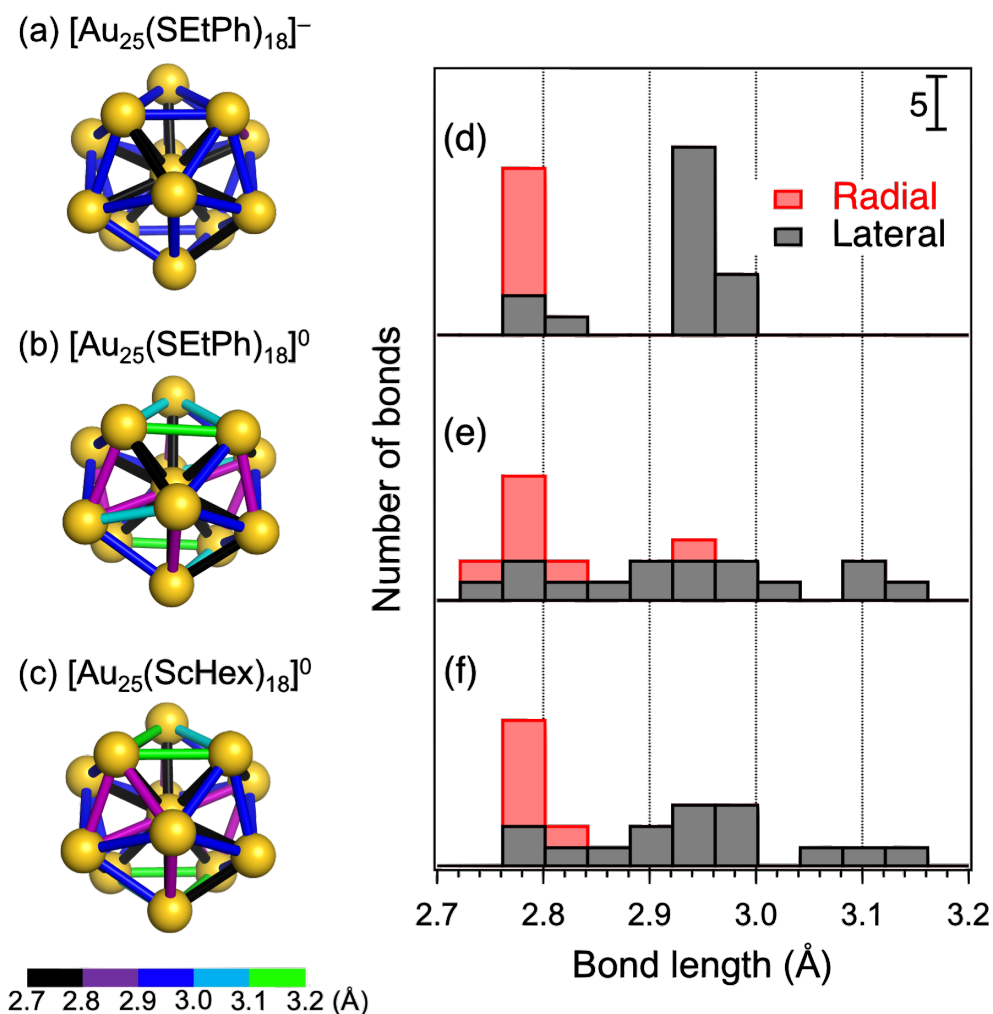 (a) [Au₂₅(SEtPh)₁₈]⁻
(b) [Au₂₅(SEtPh)₁₈]⁰
(c) [Au₂₅(ScHex)₁₈]⁰
2.7 2.8 2.9 3.0 3.1 3.2 (Å)
5
(d)
Radial
Lateral
(e)
(f)
Number of bonds
2.7 2.8 2.9 3.0 3.1 3.2
Bond length (Å)